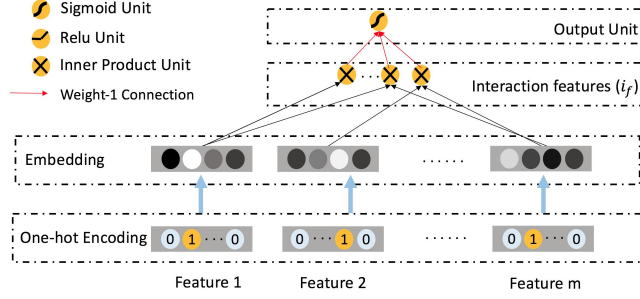 Sigmoid Unit
Relu Unit
Inner Product Unit
Weight-1 Connection
Output Unit
...
Interaction features (i_f)
Embedding
......
One-hot Encoding
0 1 ... 0
0 ... 1 0
......
0 1 ... 0
Feature 1
Feature 2
Feature m